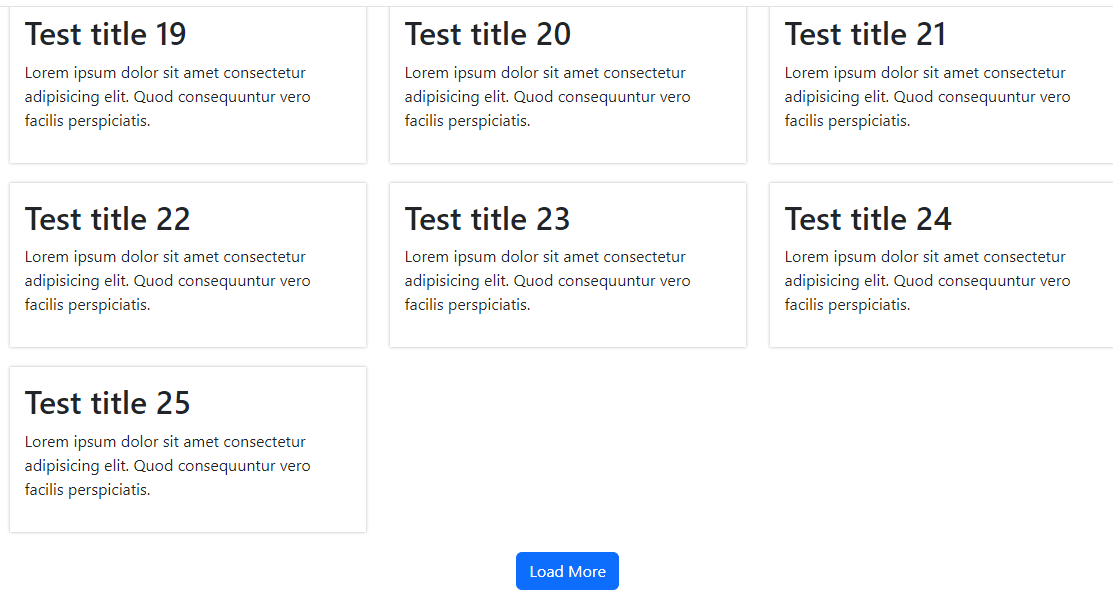 Test title 19
Lorem ipsum dolor sit amet consectetur
adipisicing elit. Quod consequuntur vero
facilis perspiciatis.
Test title 20
Lorem ipsum dolor sit amet consectetur
adipisicing elit. Quod consequuntur vero
facilis perspiciatis.
Test title 21
Lorem ipsum dolor sit amet consectetur
adipisicing elit. Quod consequuntur vero
facilis perspiciatis.
Test title 22
Lorem ipsum dolor sit amet consectetur
adipisicing elit. Quod consequuntur vero
facilis perspiciatis.
Test title 23
Lorem ipsum dolor sit amet consectetur
adipisicing elit. Quod consequuntur vero
facilis perspiciatis.
Test title 24
Lorem ipsum dolor sit amet consectetur
adipisicing elit. Quod consequuntur vero
facilis perspiciatis.
Test title 25
Lorem ipsum dolor sit amet consectetur
adipisicing elit. Quod consequuntur vero
facilis perspiciatis.
Load More